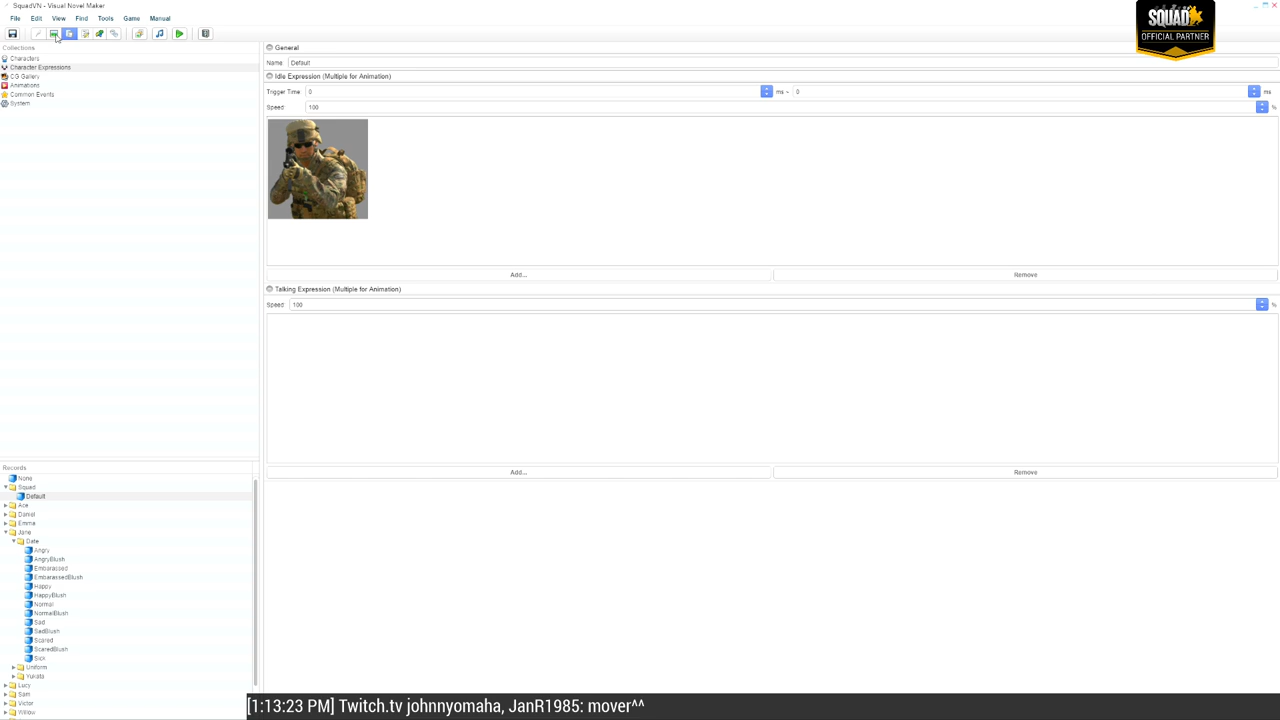 SquadVN - Visual Novel Maker
File Edit View Find Tools Game Manual
SQUAD
OFFICIAL PARTNER
Collections
Characters
Character Expressions
CG Gallery
Animations
Common Events
System
General
Name Default
Idle Expression (Multiple for Animation)
Trigger Time 0 ms - 0 ms
Speed 100 %
Add... Remove
Talking Expression (Multiple for Animation)
Speed 100 %
Add... Remove
Records
None
Squad
Default
Ace
Daniel
Emma
Jane
Date
Angry
AngryBlush
Embarassed
EmbarassedBlush
Happy
HappyBlush
Normal
NormalBlush
Sad
SadBlush
Scared
ScaredBlush
Sick
Uniform
Yukata
Lucy
Sam
Victor
Willow
[1:13:23 PM] Twitch.tv johnnyomaha, JanR1985: mover^^